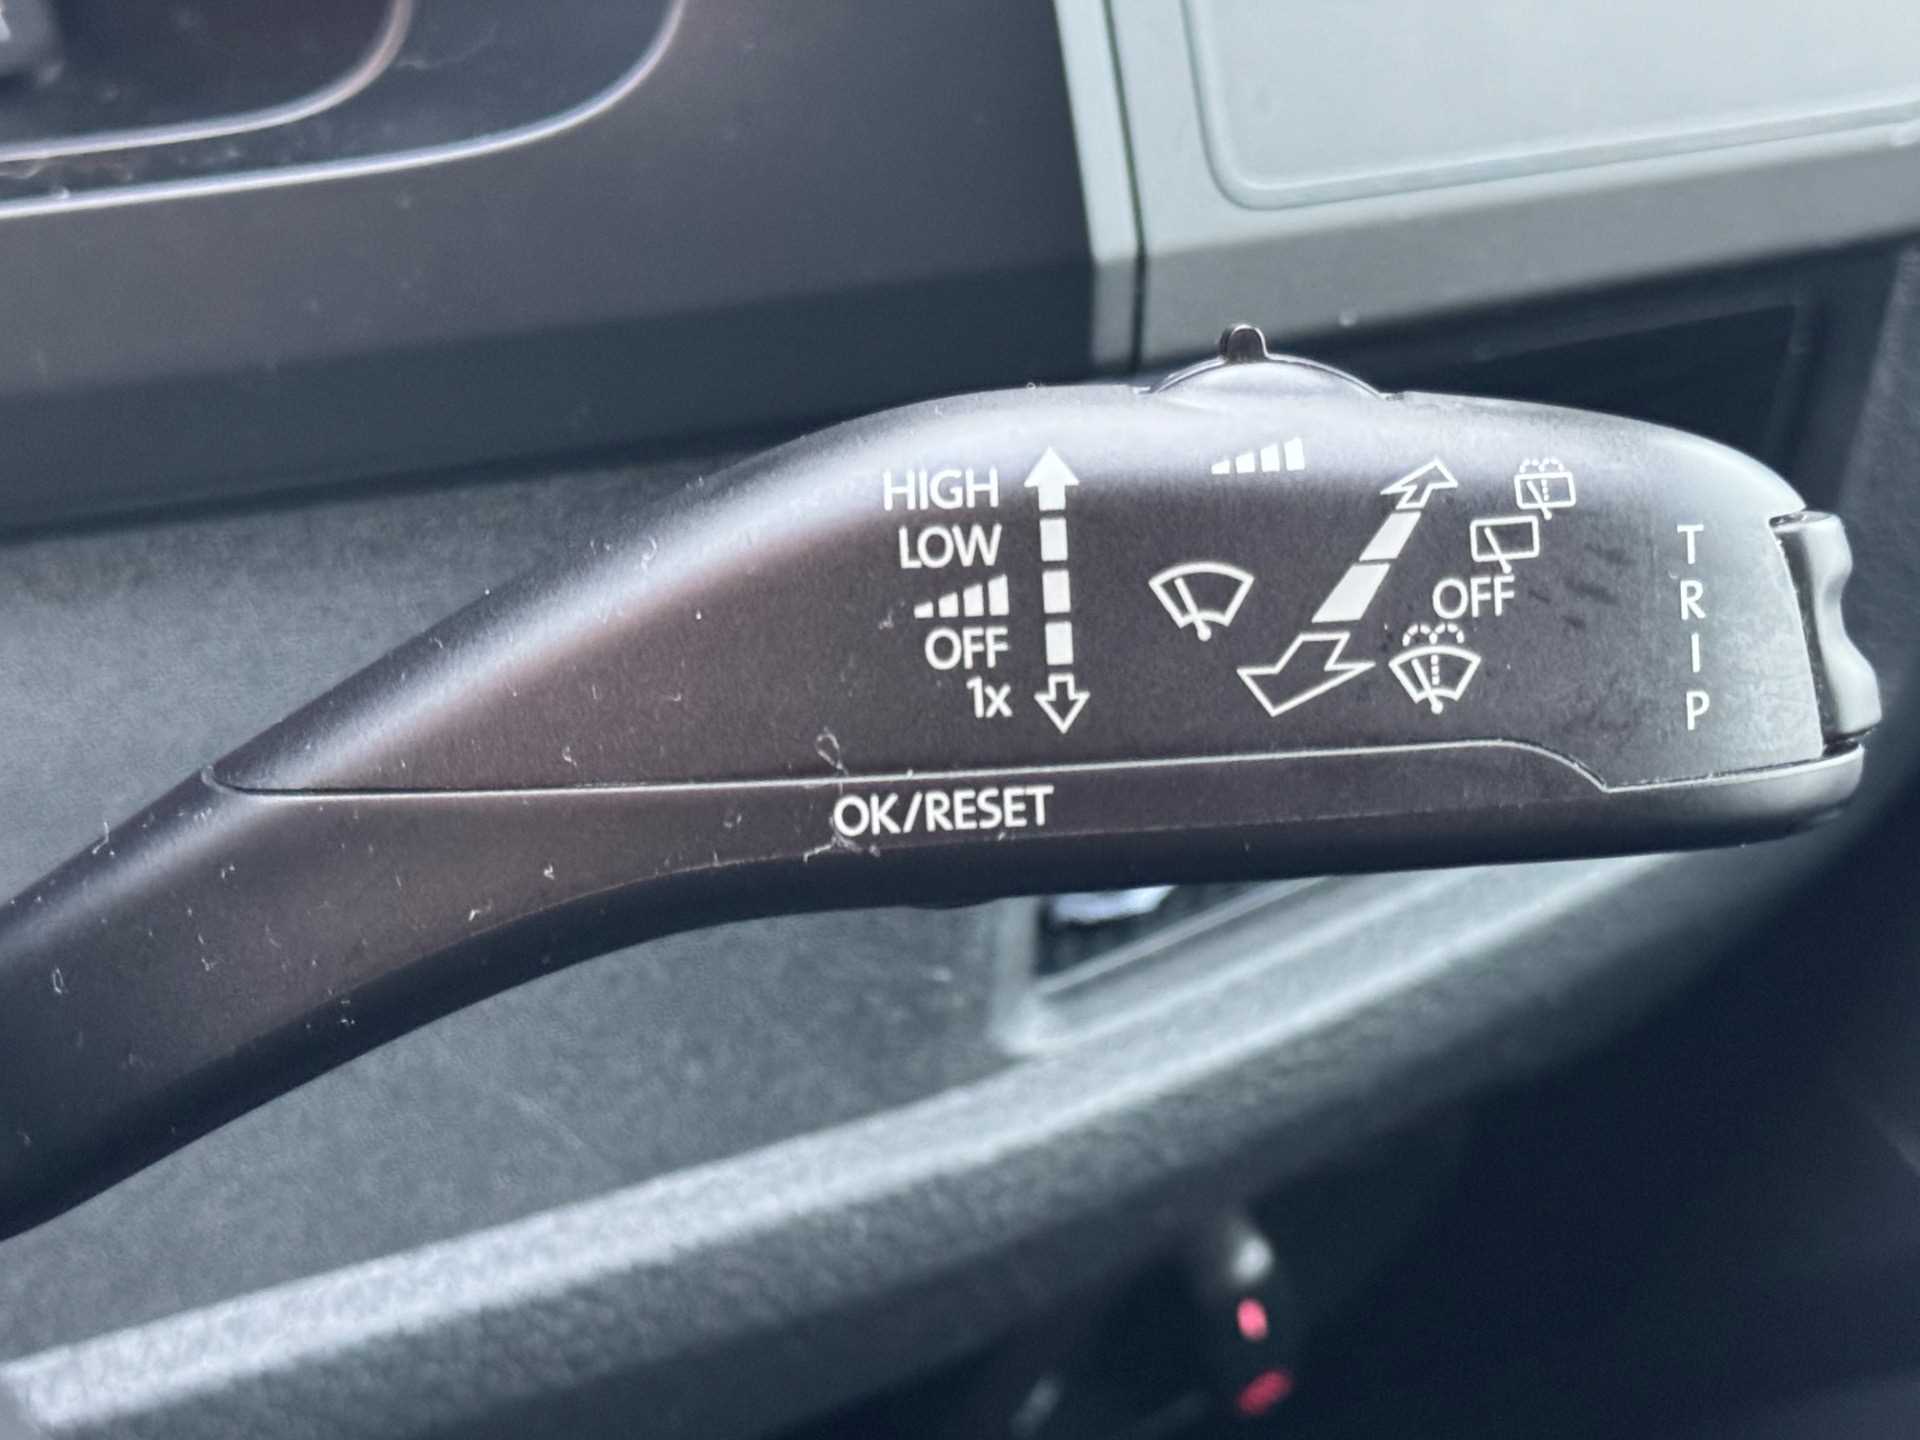 HIGH
LOW
OFF
1x
OFF
TRIP
OK/RESET